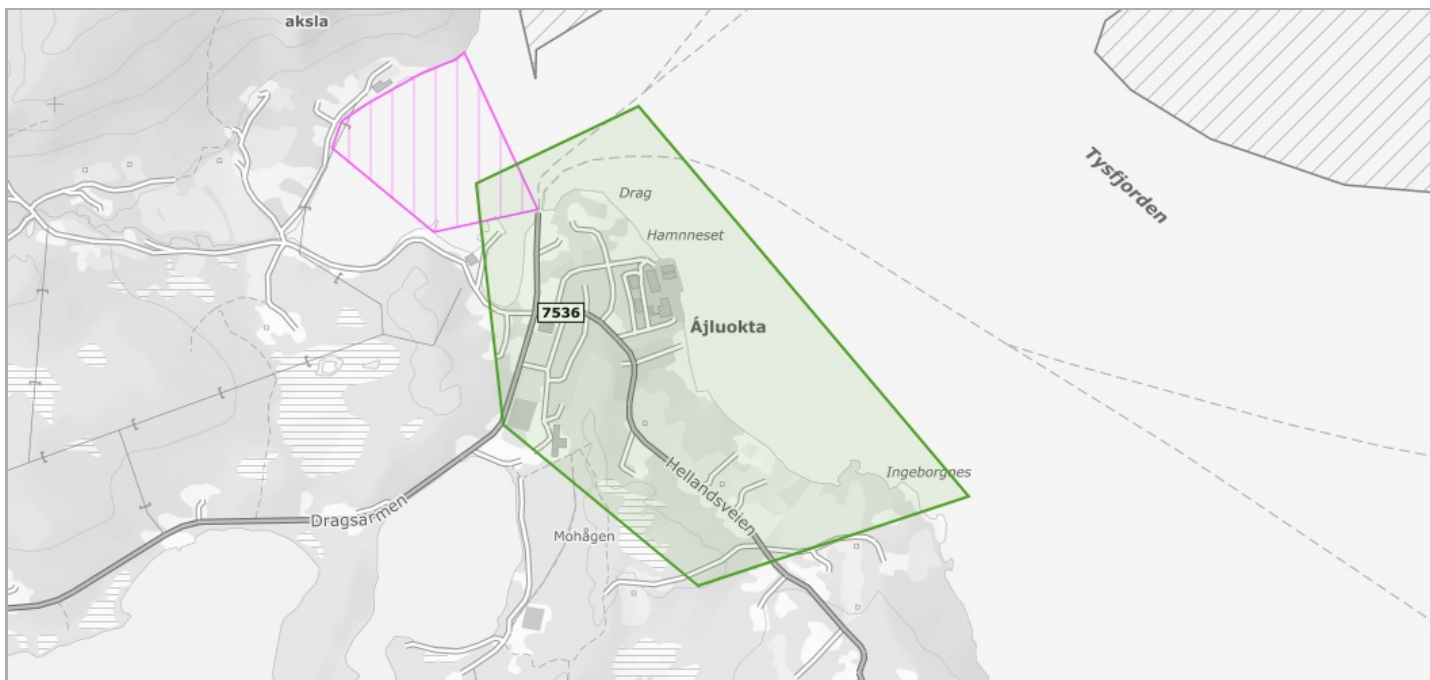 aksla
Tysfjorden
Drag
Hamnneset
7536
Ájluokta
Ingeborgnes
Hellandsveien
Dragsarmen
Mohågen